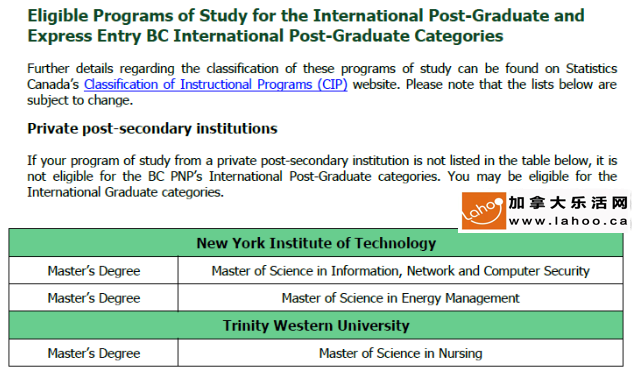 Eligible Programs of Study for the International Post-Graduate and
Express Entry BC International Post-Graduate Categories
Further details regarding the classification of these programs of study can be found on Statistics
Canada's Classification of Instructional Programs (CIP) website. Please note that the lists below are
subject to change.
Private post-secondary institutions
If your program of study from a private post-secondary institution is not listed in the table below, it is
not eligible for the BC PNP's International Post-Graduate categories. You may be eligible for the
International Graduate categories.
Lahoo
加拿大乐活网
www.lahoo.ca
New York Institute of Technology
Master's Degree Master of Science in Information, Network and Computer Security
Master's Degree Master of Science in Energy Management
Trinity Western University
Master's Degree Master of Science in Nursing